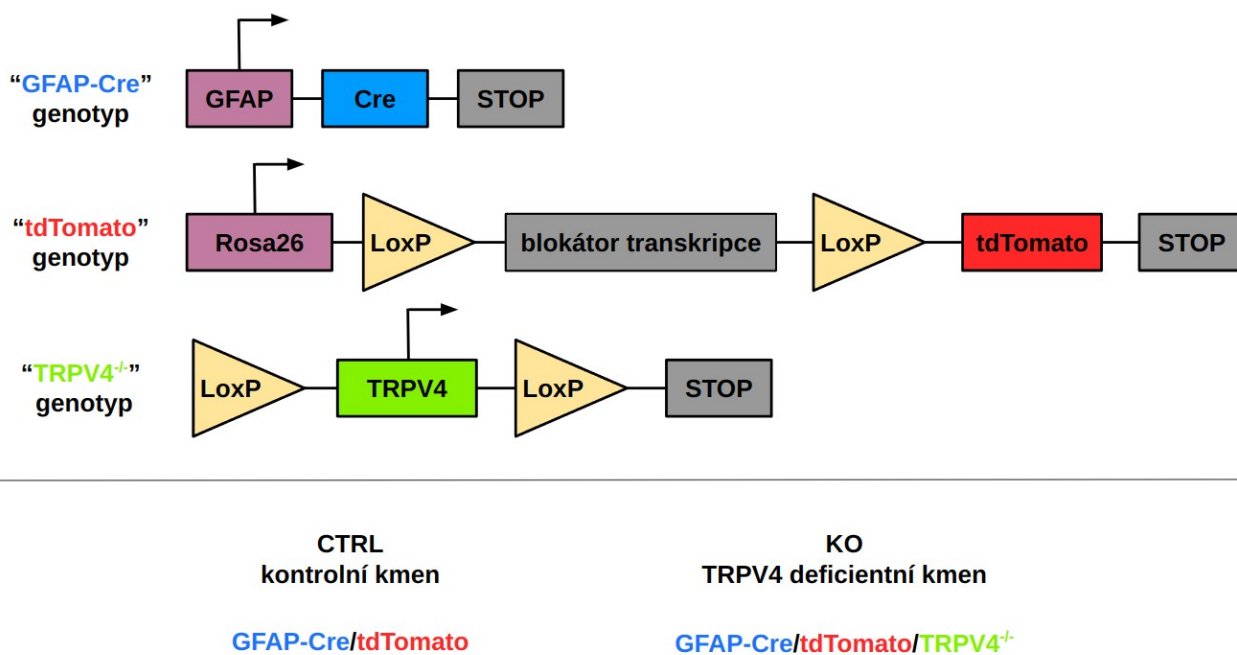 “GFAP-Cre”
genotyp
GFAP
Cre
STOP
“tdTomato”
genotyp
Rosa26
LoxP
blokátor transkripce
LoxP
tdTomato
STOP
“TRPV4-/-”
genotyp
LoxP
TRPV4
LoxP
STOP
CTRL
kontrolní kmen
GFAP-Cre/tdTomato
KO
TRPV4 deficientní kmen
GFAP-Cre/tdTomato/TRPV4-/-